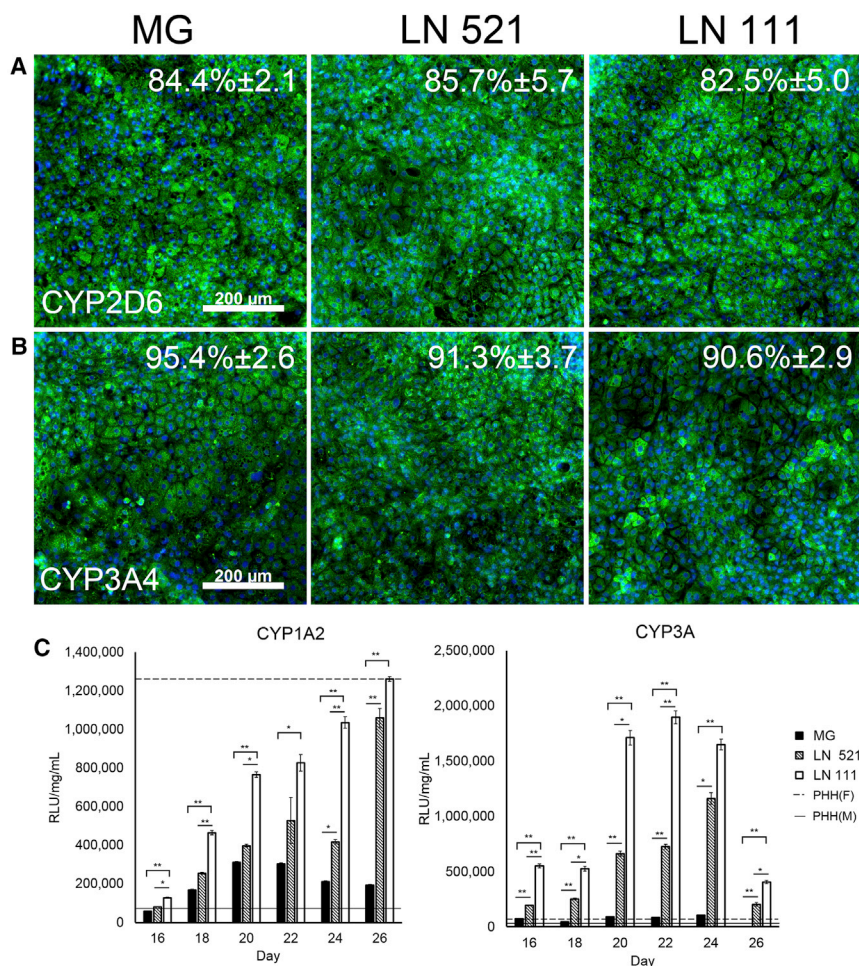 MG LN 521 LN 111
A
84.4%±2.1 85.7%±5.7 82.5%±5.0
CYP2D6 200 μm
B
95.4%±2.6 91.3%±3.7 90.6%±2.9
CYP3A4 200 μm
C
CYP1A2
1,400,000
1,200,000
1,000,000
800,000
600,000
400,000
200,000
0
RLU/mg/mL
16 18 20 22 24 26
Day
** * ** ** ** * * ** ** * ** **
CYP3A
2,500,000
2,000,000
1,500,000
1,000,000
500,000
0
RLU/mg/mL
16 18 20 22 24 26
Day
** ** ** ** * ** ** * ** ** ** ** ** * ** * **
MG
LN 521
LN 111
PHH(F)
PHH(M)